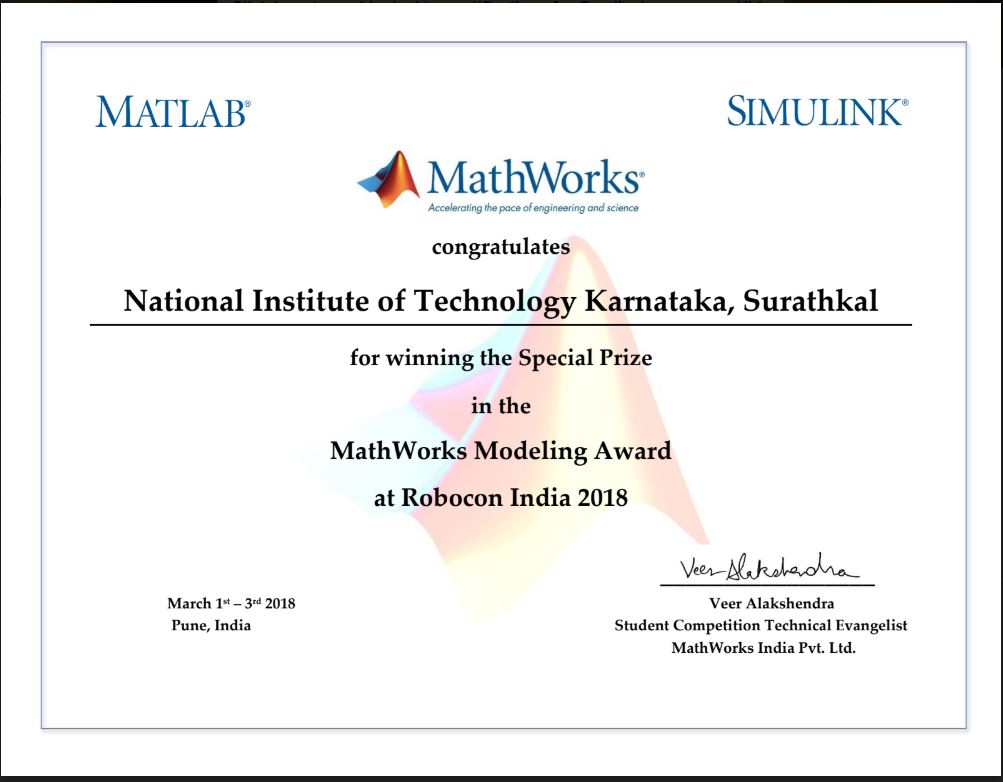 MATLAB®
SIMULINK®
MathWorks®
Accelerating the pace of engineering and science
congratulates
National Institute of Technology Karnataka, Surathkal
for winning the Special Prize
in the
MathWorks Modeling Award
at Robocon India 2018
Veer Alakshendra
March 1st – 3rd 2018
Pune, India
Veer Alakshendra
Student Competition Technical Evangelist
MathWorks India Pvt. Ltd.